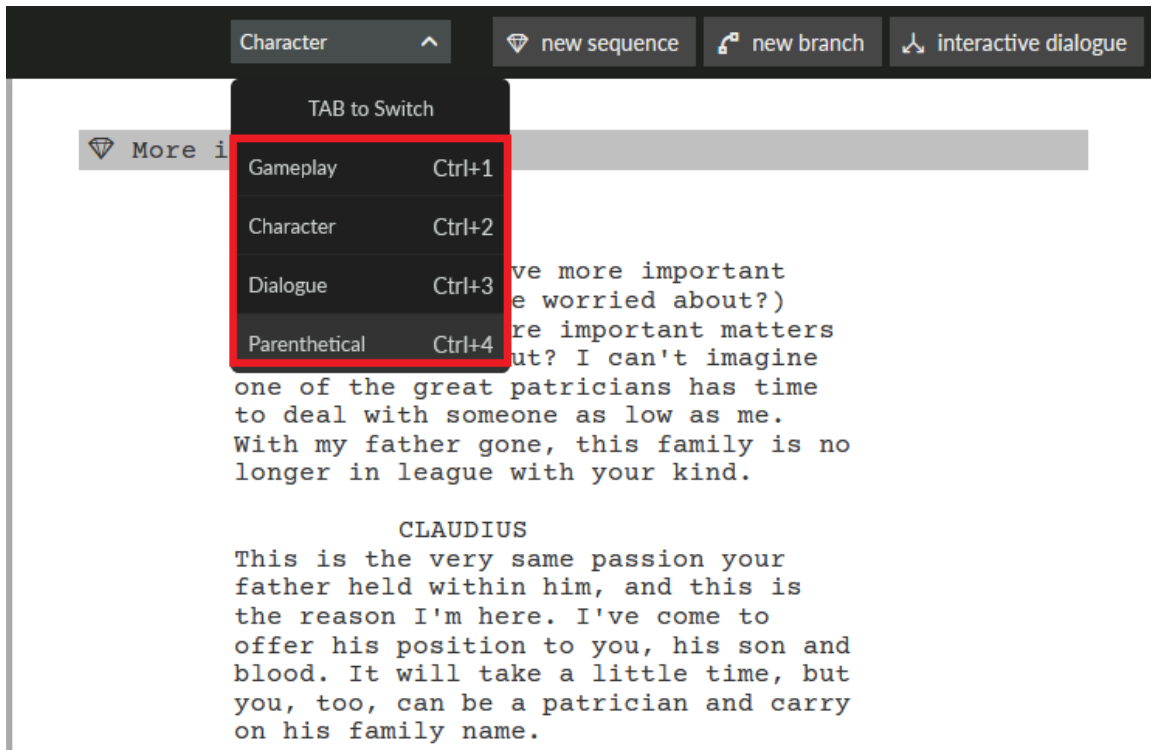 Character new sequence new branch interactive dialogue
TAB to Switch
More i
Gameplay Ctrl+1
Character Ctrl+2
ve more important
Dialogue Ctrl+3
e worried about?)
re important matters
Parenthetical Ctrl+4
ut? I can't imagine
one of the great patricians has time
to deal with someone as low as me.
With my father gone, this family is no
longer in league with your kind.
CLAUDIUS
This is the very same passion your
father held within him, and this is
the reason I'm here. I've come to
offer his position to you, his son and
blood. It will take a little time, but
you, too, can be a patrician and carry
on his family name.